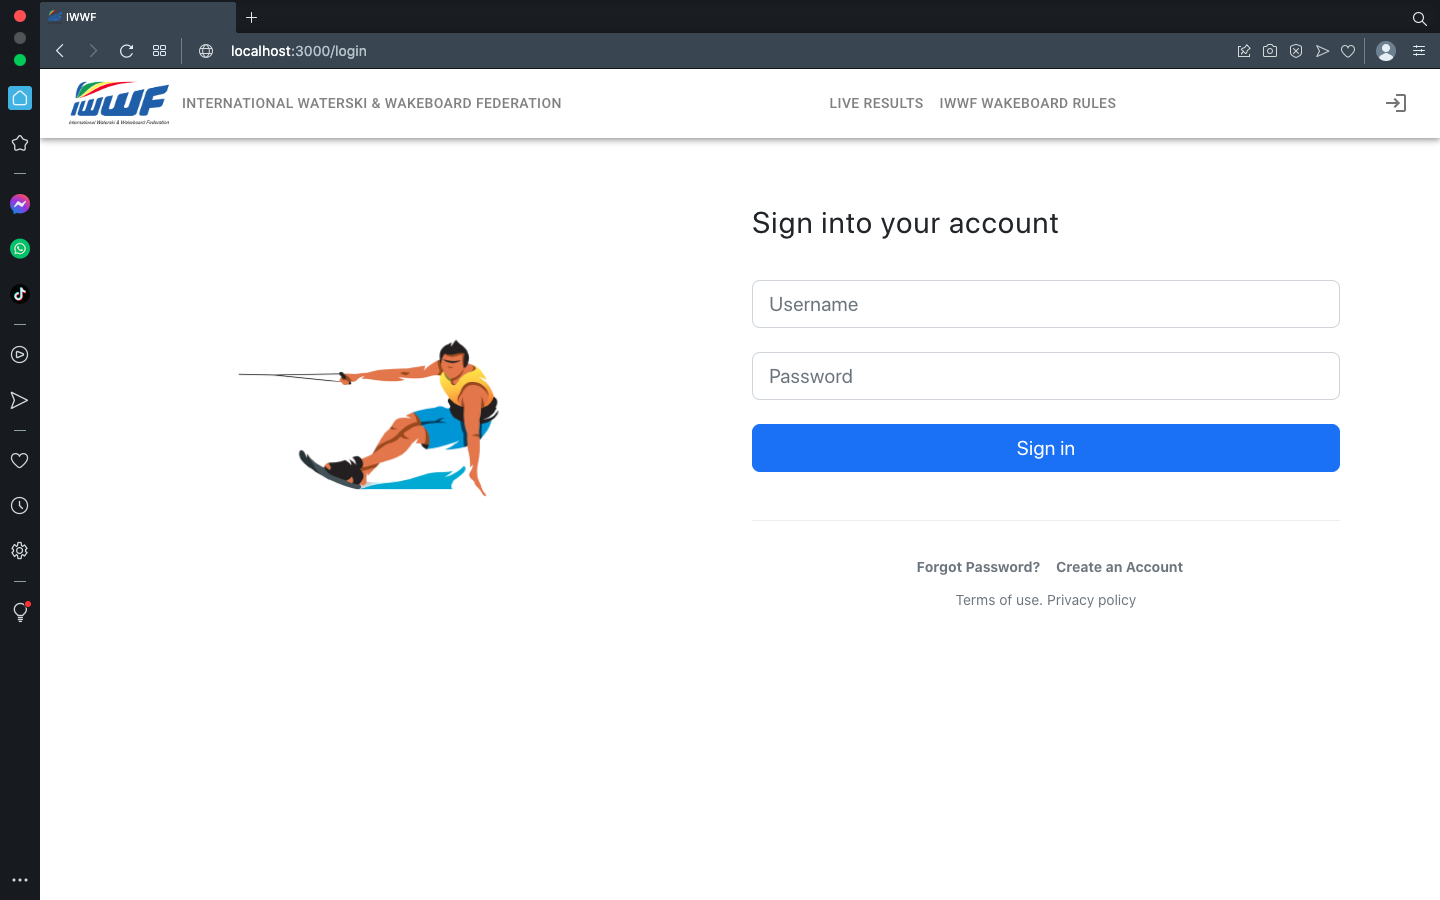 IWWF
localhost:3000/login
IWWF
International Waterski & Wakeboard Federation
INTERNATIONAL WATERSKI & WAKEBOARD FEDERATION
LIVE RESULTS
IWWF WAKEBOARD RULES
Sign into your account
Username
Password
Sign in
Forgot Password?
Create an Account
Terms of use. Privacy policy